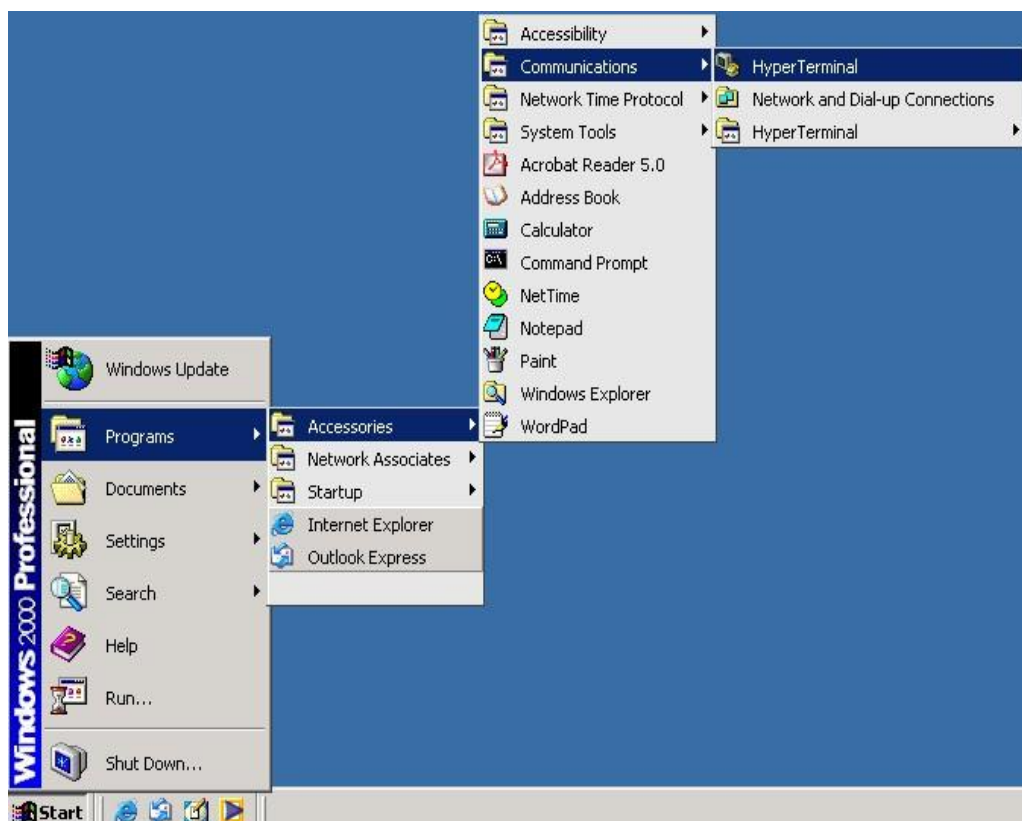 Accessibility
Communications
Network Time Protocol
System Tools
Acrobat Reader 5.0
Address Book
Calculator
Command Prompt
NetTime
Notepad
Paint
Windows Explorer
WordPad
HyperTerminal
Network and Dial-up Connections
HyperTerminal
Windows Update
Programs
Documents
Settings
Search
Help
Run...
Shut Down...
Accessories
Network Associates
Startup
Internet Explorer
Outlook Express
Windows 2000 Professional
Start